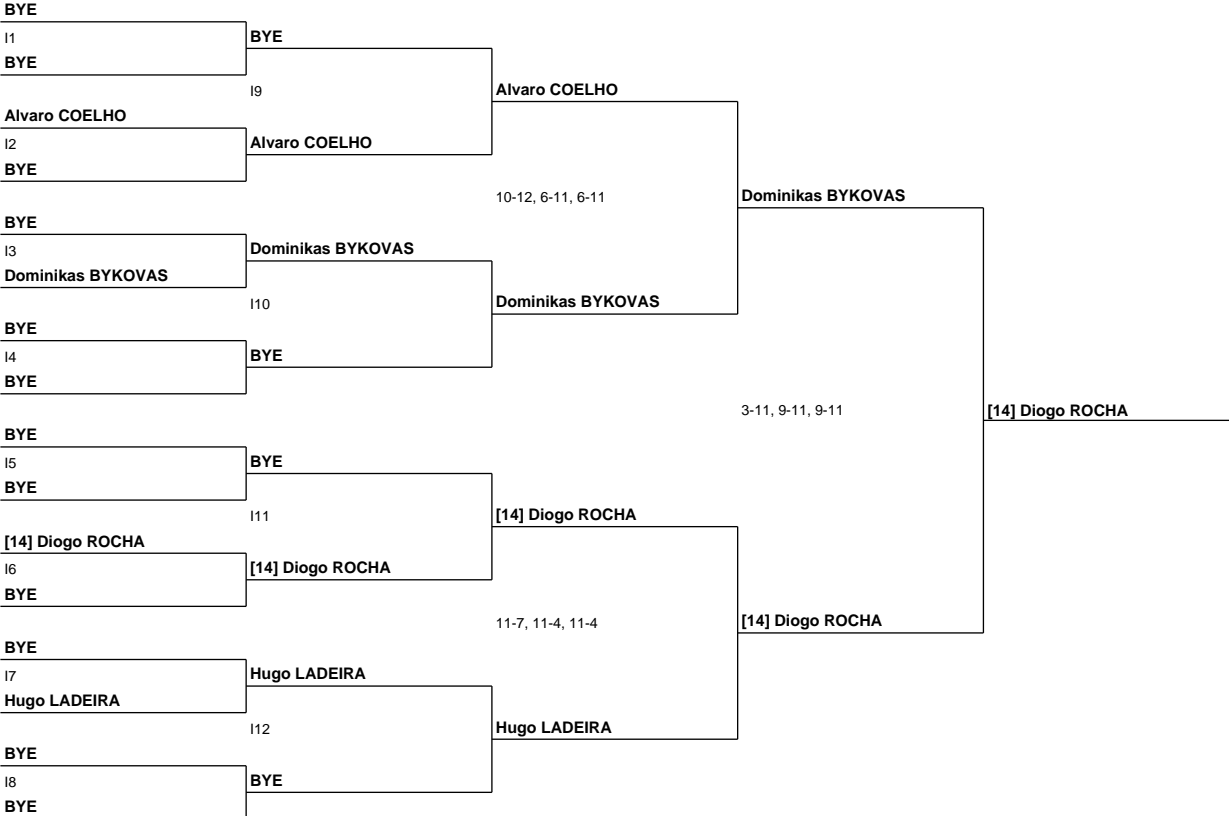 BYE
I1
BYE
BYE
I9
Alvaro COELHO
Alvaro COELHO
I2
Alvaro COELHO
BYE
10-12, 6-11, 6-11
Dominikas BYKOVAS
BYE
I3
Dominikas BYKOVAS
Dominikas BYKOVAS
I10
Dominikas BYKOVAS
BYE
I4
BYE
BYE
3-11, 9-11, 9-11
[14] Diogo ROCHA
BYE
I5
BYE
BYE
I11
[14] Diogo ROCHA
[14] Diogo ROCHA
I6
[14] Diogo ROCHA
BYE
11-7, 11-4, 11-4
[14] Diogo ROCHA
BYE
I7
Hugo LADEIRA
Hugo LADEIRA
I12
Hugo LADEIRA
BYE
I8
BYE
BYE